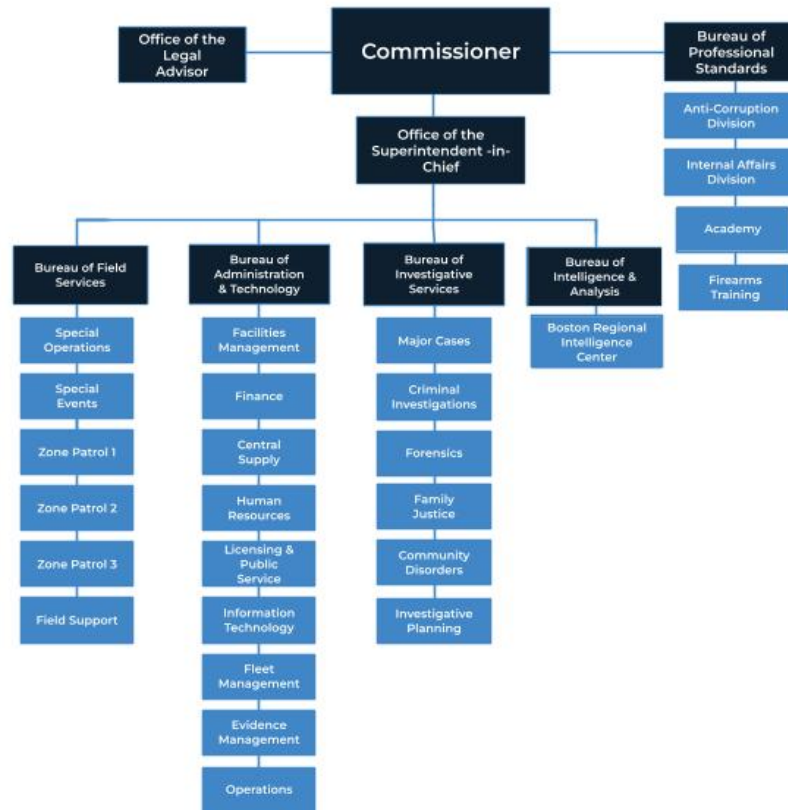 Office of the
Legal
Advisor
Commissioner
Bureau of
Professional
Standards
Anti-Corruption
Division
Internal Affairs
Division
Academy
Firearms
Training
Office of the
Superintendent -in-
Chief
Bureau of Field
Services
Special
Operations
Special
Events
Zone Patrol 1
Zone Patrol 2
Zone Patrol 3
Field Support
Bureau of
Administration
& Technology
Facilities
Management
Finance
Central
Supply
Human
Resources
Licensing &
Public
Service
Information
Technology
Fleet
Management
Evidence
Management
Operations
Bureau of
Investigative
Services
Major Cases
Criminal
Investigations
Forensics
Family
Justice
Community
Disorders
Investigative
Planning
Bureau of
Intelligence &
Analysis
Boston Regional
Intelligence
Center